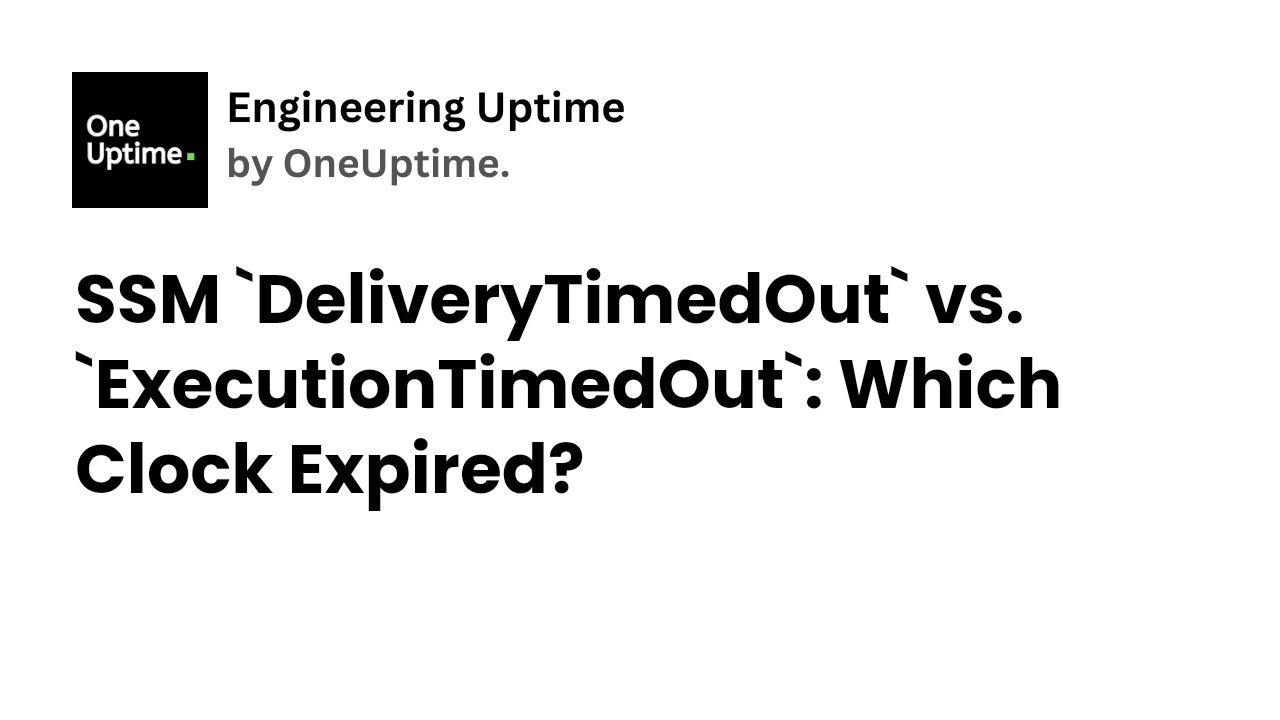 One
Uptime
Engineering Uptime
by OneUptime.
SSM `DeliveryTimedOut` vs.
`ExecutionTimedOut`: Which
Clock Expired?